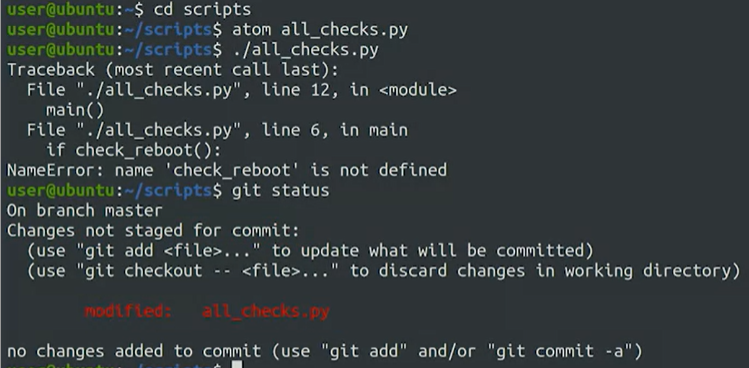 user@ubuntu:~$ cd scripts
user@ubuntu:~/scripts$ atom all_checks.py
user@ubuntu:~/scripts$ ./all_checks.py
Traceback (most recent call last):
  File "./all_checks.py", line 12, in <module>
    main()
  File "./all_checks.py", line 6, in main
    if check_reboot():
NameError: name 'check_reboot' is not defined
user@ubuntu:~/scripts$ git status
On branch master
Changes not staged for commit:
  (use "git add <file>..." to update what will be committed)
  (use "git checkout -- <file>..." to discard changes in working directory)
        modified:   all_checks.py
no changes added to commit (use "git add" and/or "git commit -a")
user@ubuntu:~/scripts$